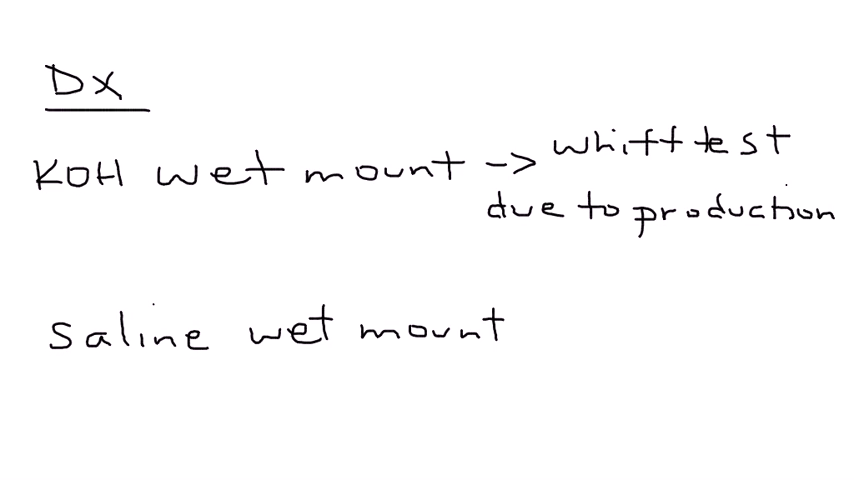 Dx
KOH wet mount -> whiff test
due to production
saline wet mount